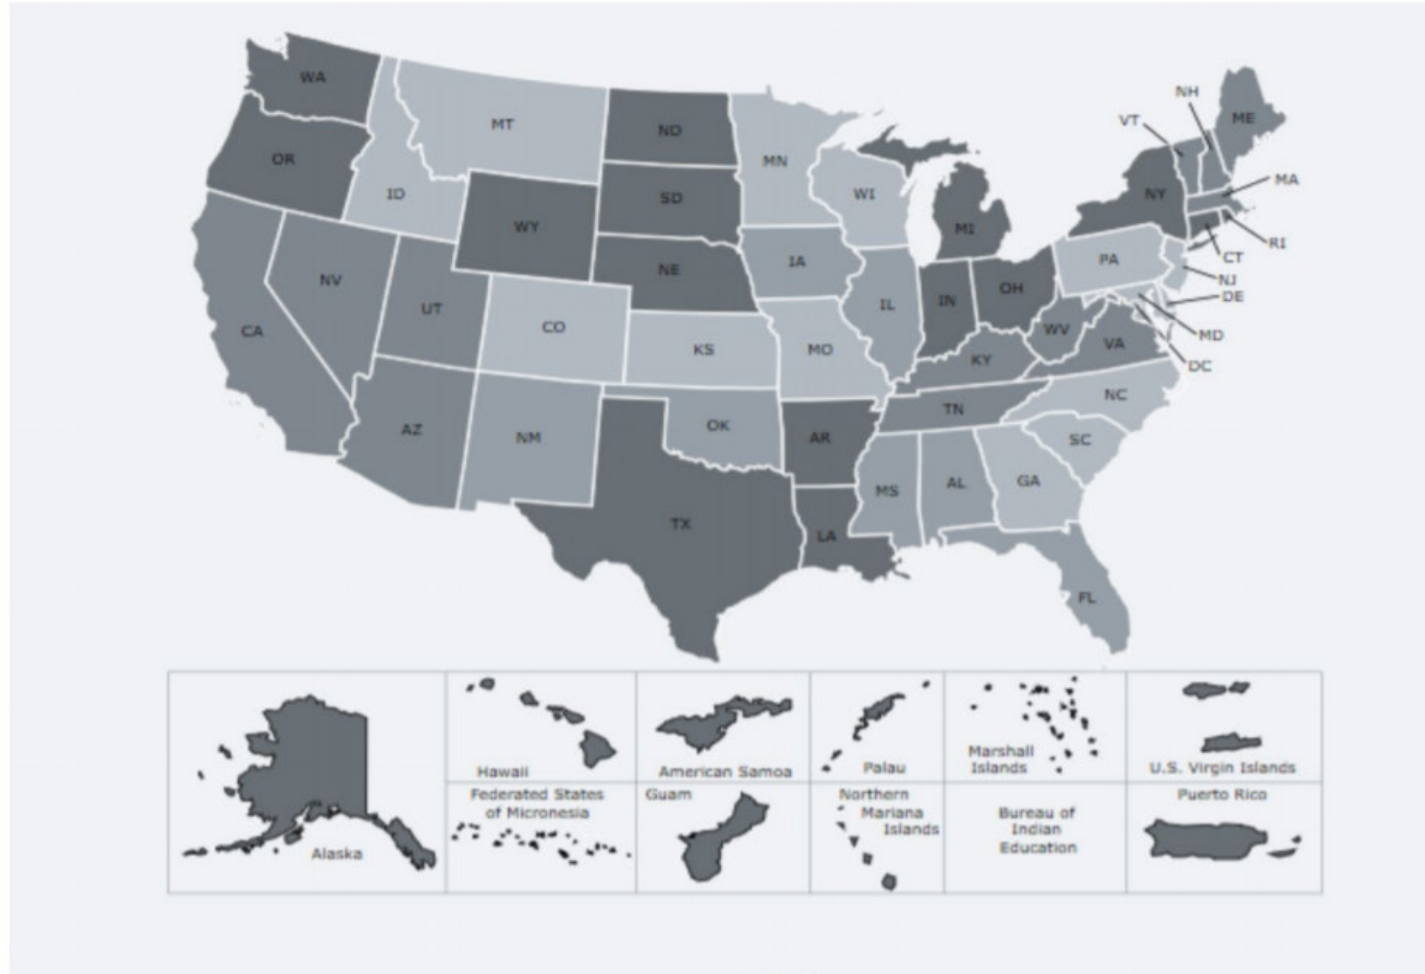 WA
NH
ME
VT
MT
ND
OR
MN
MA
ID
WI
NY
SD
WY
MI
RI
CT
PA
IA
NE
NV
NJ
OH
DE
IN
IL
UT
CO
WV
CA
MD
VA
KS
MO
KY
DC
NC
TN
OK
AZ
NM
AR
SC
GA
AL
MS
TX
LA
FL
Alaska
Hawaii
American Samoa
Palau
Marshall
Islands
U.S. Virgin Islands
Federated States
of Micronesia
Guam
Northern
Mariana
Islands
Bureau of
Indian
Education
Puerto Rico